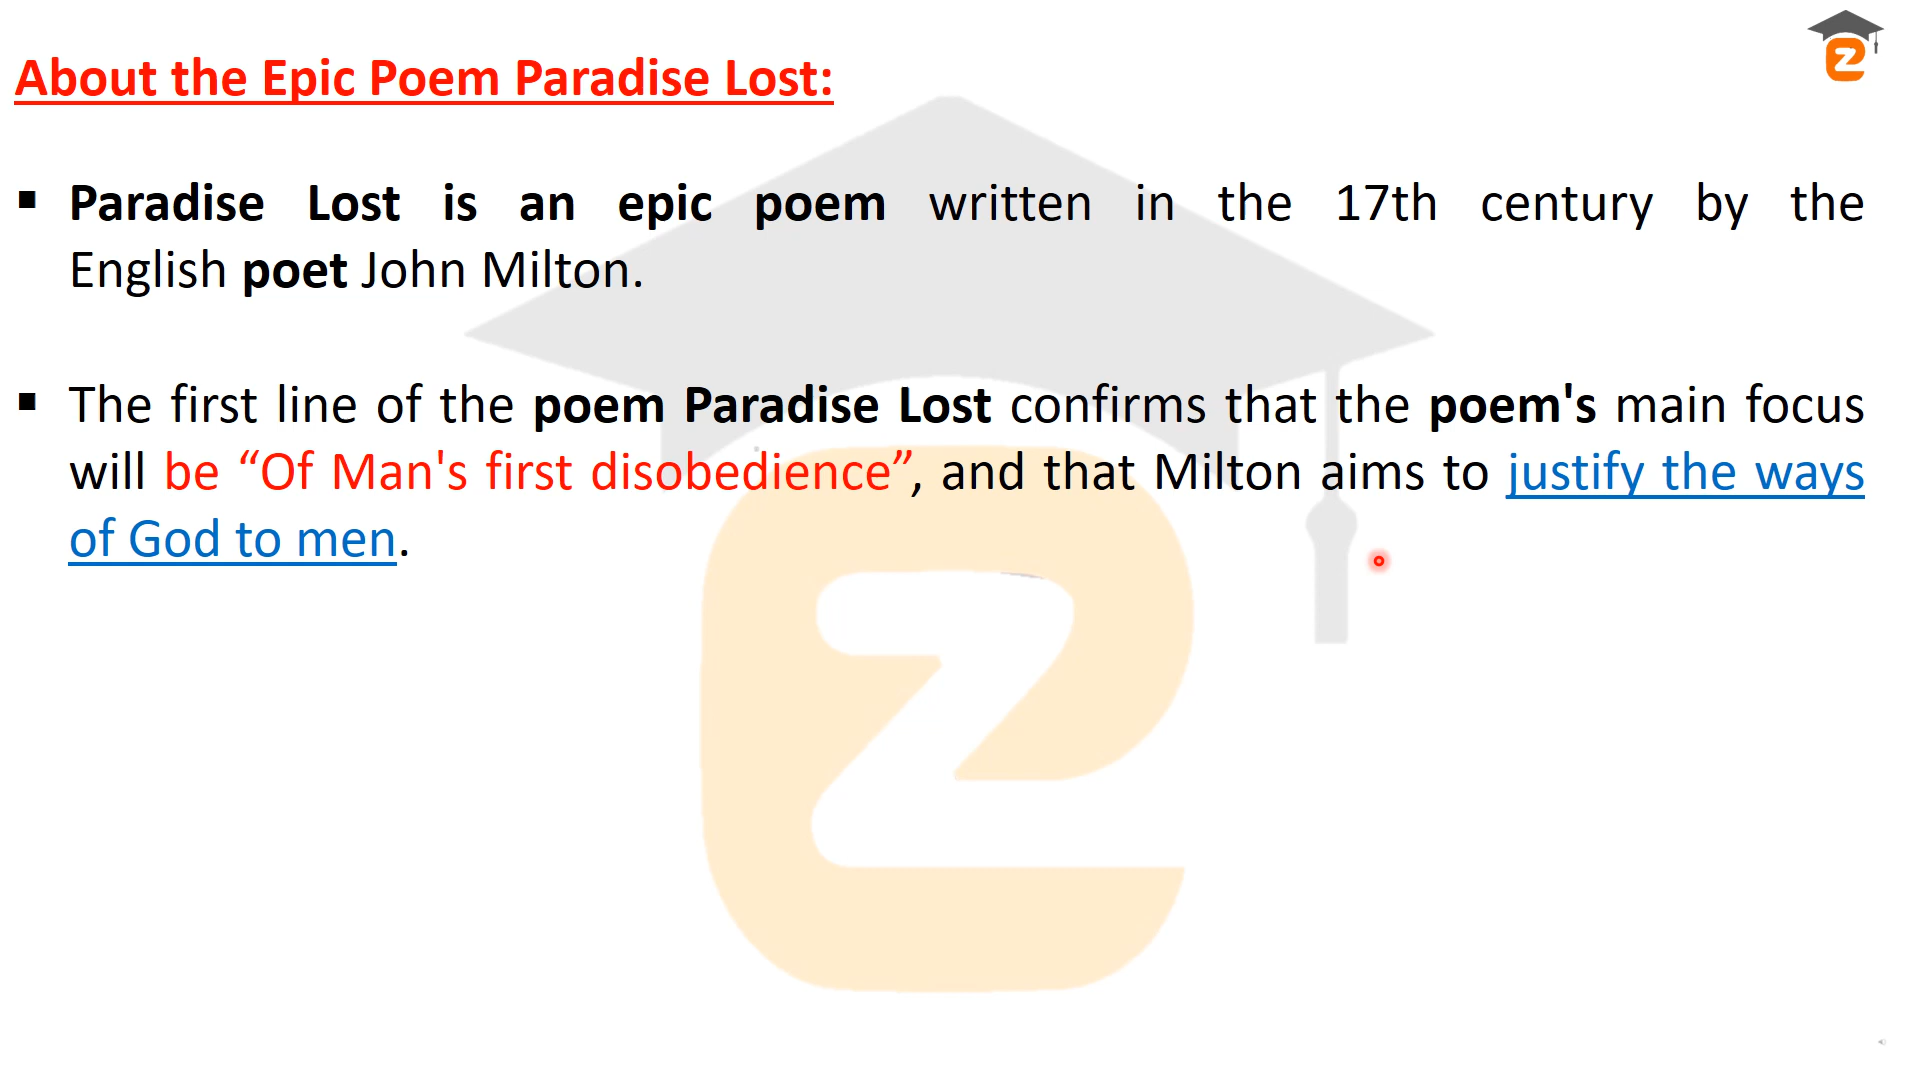 About the Epic Poem Paradise Lost:
▪ Paradise Lost is an epic poem written in the 17th century by the
English poet John Milton.
▪ The first line of the poem Paradise Lost confirms that the poem's main focus
will be “Of Man's first disobedience”, and that Milton aims to justify the ways
of God to men.